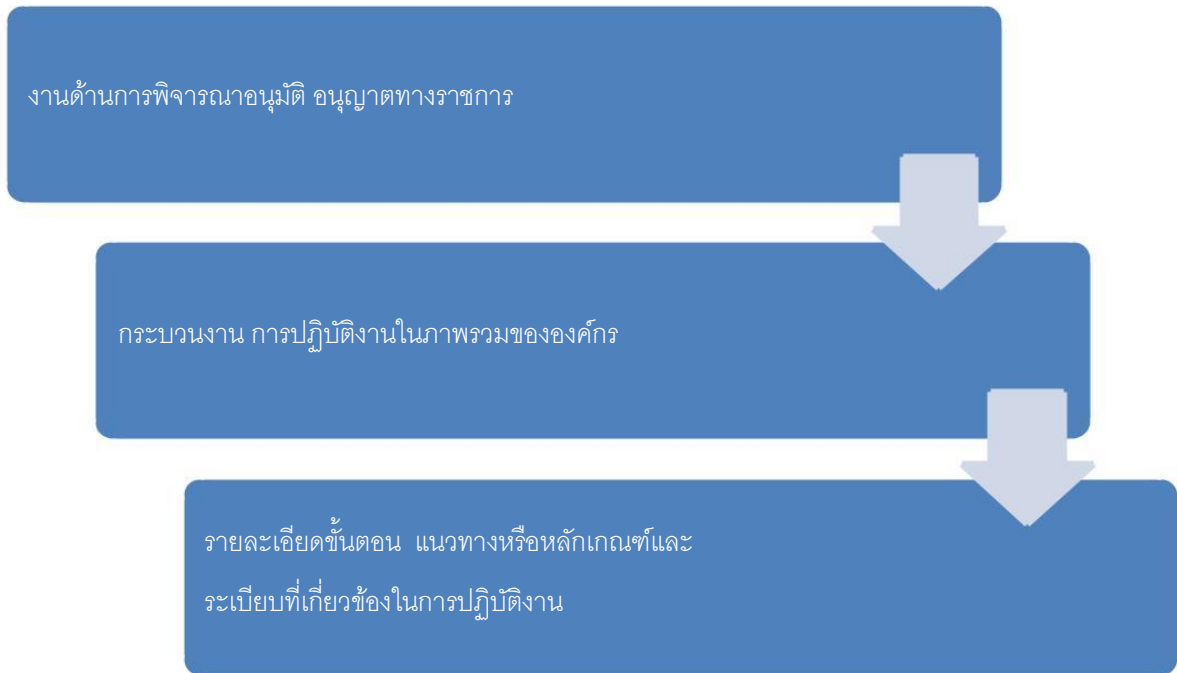 งานด้านการพิจารณาอนุมัติ อนุญาตทางราชการ
กระบวนงาน การปฏิบัติงานในภาพรวมขององค์กร
รายละเอียดขั้นตอน แนวทางหรือหลักเกณฑ์และ
ระเบียบที่เกี่ยวข้องในการปฏิบัติงาน